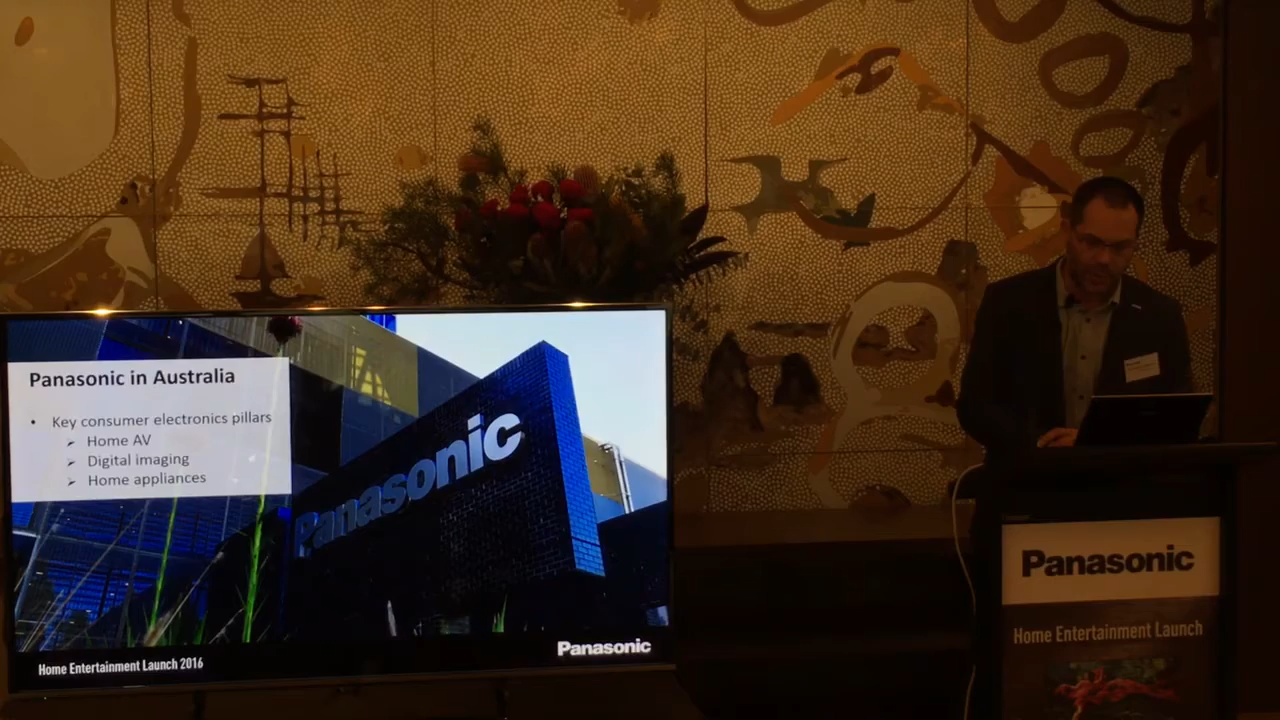 Panasonic in Australia
• Key consumer electronics pillars
➢ Home AV
➢ Digital imaging
➢ Home appliances
Panasonic
Home Entertainment Launch 2016
Panasonic
Panasonic
Home Entertainment Launch